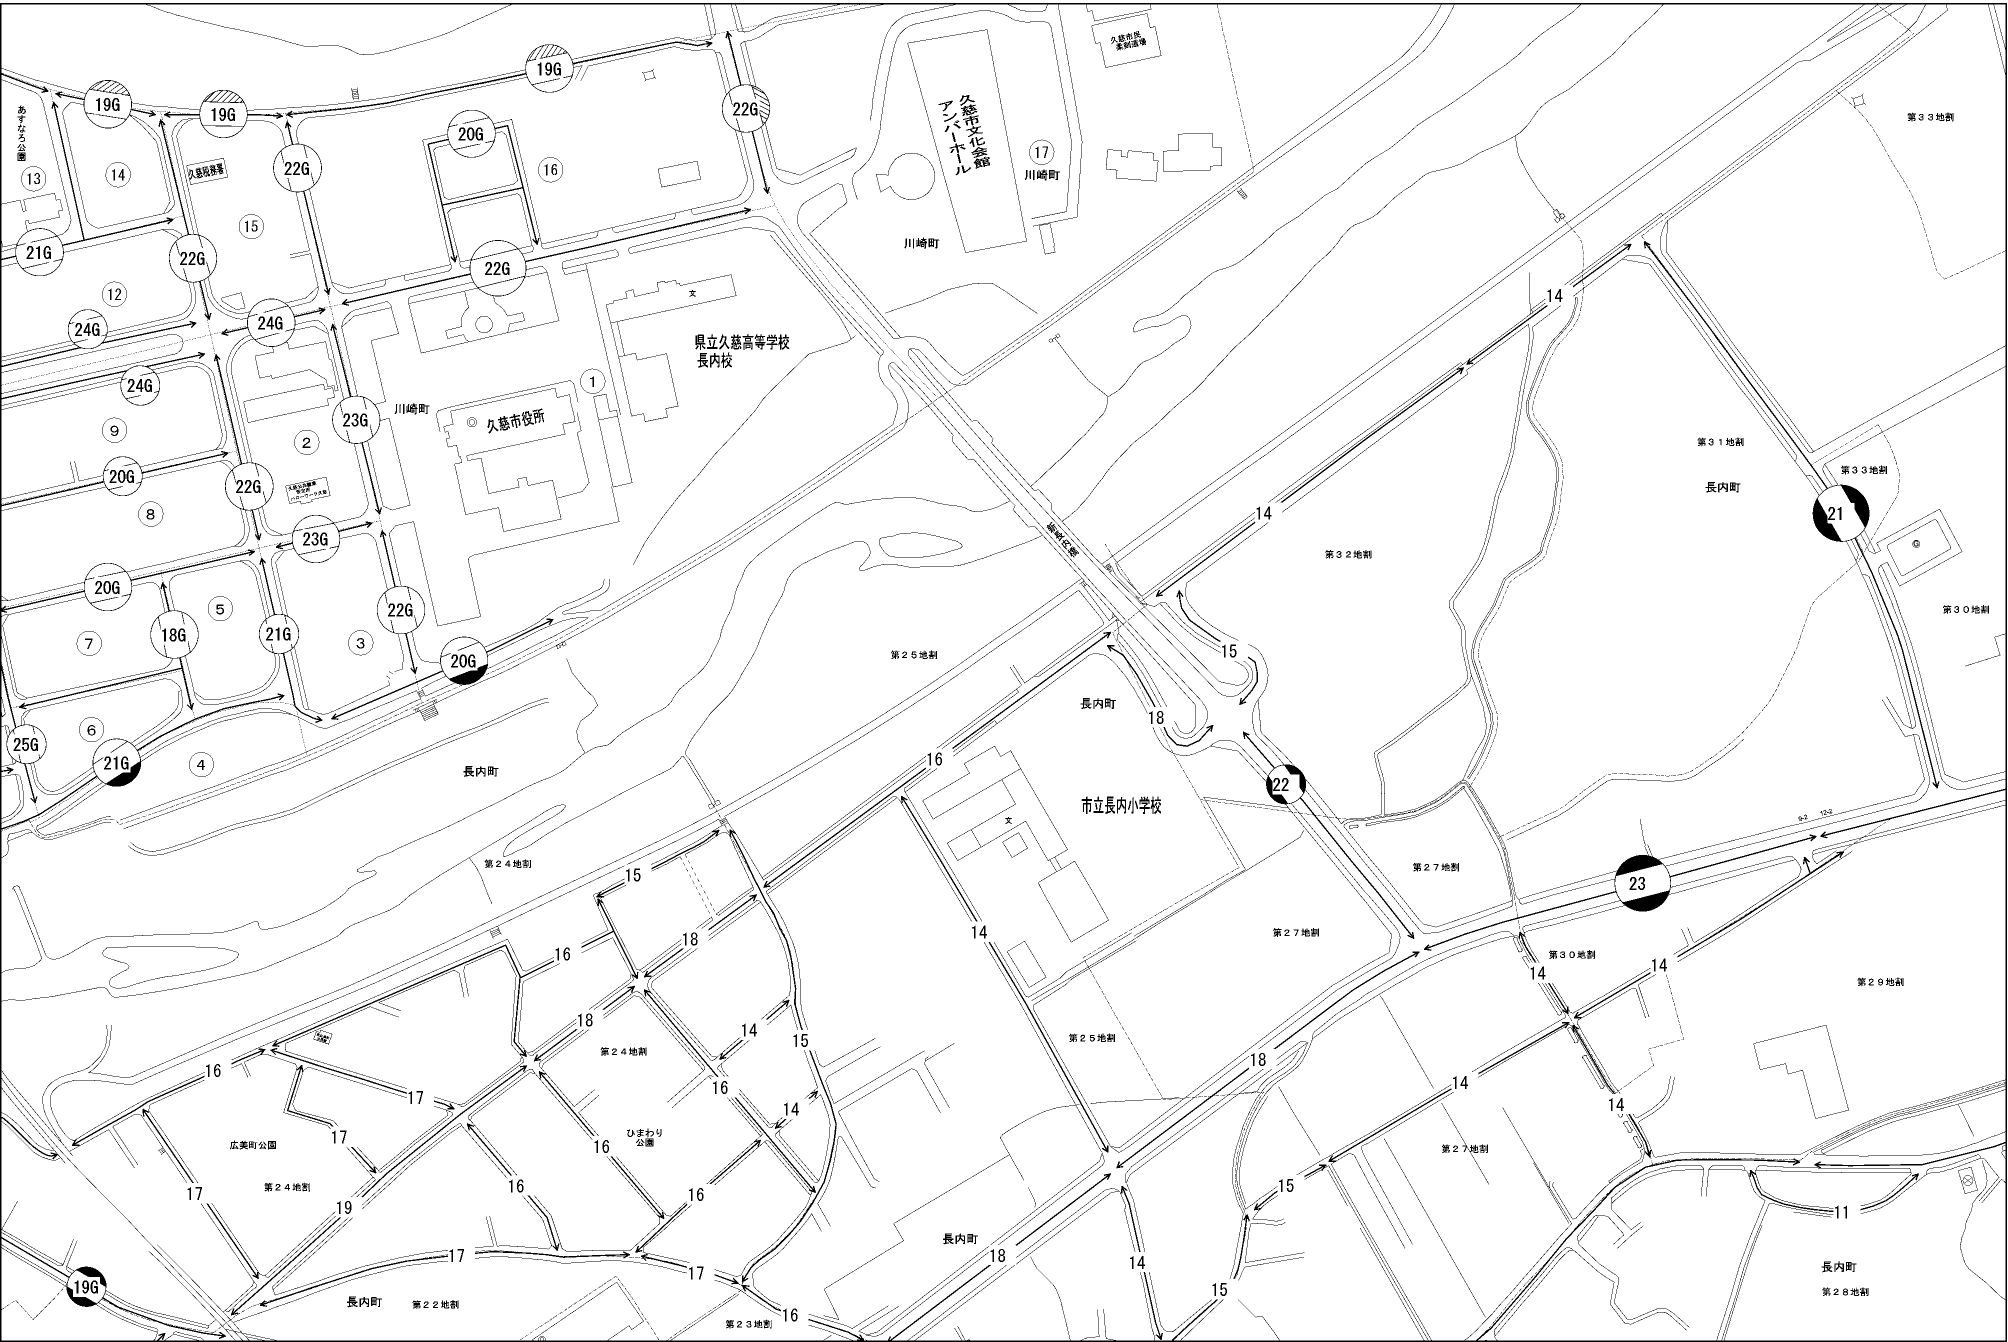 19G
19G
19G
22G
20G
22G
あすなろ公園
13
14
久慈税務署
15
16
21G
22G
22G
12
24G
24G
24G
9
20G
8
22G
2
23G
川崎町
23G
20G
5
18G
21G
7
3
22G
20G
6
25G
21G
4
久慈市文化会館
アンバーホール
17
川崎町
川崎町
久慈市民
柔剣道場
文
県立久慈高等学校
長内校
1
久慈市役所
新長内橋
第33地割
14
第31地割
第33地割
長内町
21
14
第32地割
第30地割
第25地割
15
長内町
18
16
22
市立長内小学校
文
長内町
第24地割
15
第27地割
9-2
12-2
23
14
18
16
第27地割
第30地割
14
14
第29地割
18
14
15
第24地割
第25地割
16
16
17
14
18
14
14
17
広美町公園
ひまわり
公園
16
第27地割
17
第24地割
16
16
19
15
11
長内町
17
18
14
17
15
長内町
第28地割
19G
長内町
第22地割
16
第23地割